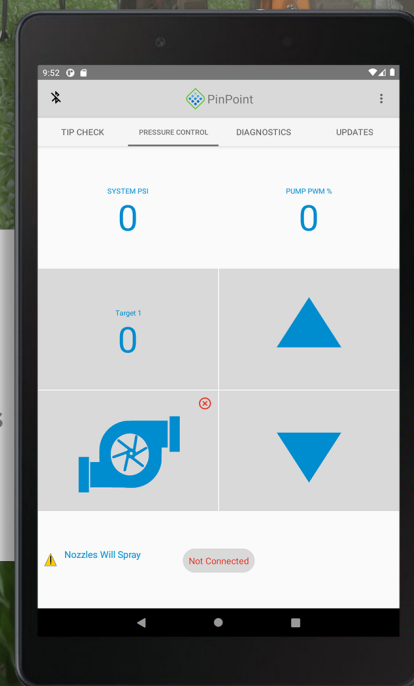 9:52
PinPoint
TIP CHECK
PRESSURE CONTROL
DIAGNOSTICS
UPDATES
SYSTEM PSI
0
PUMP PWM %
0
Target 1
0
Nozzles Will Spray
Not Connected